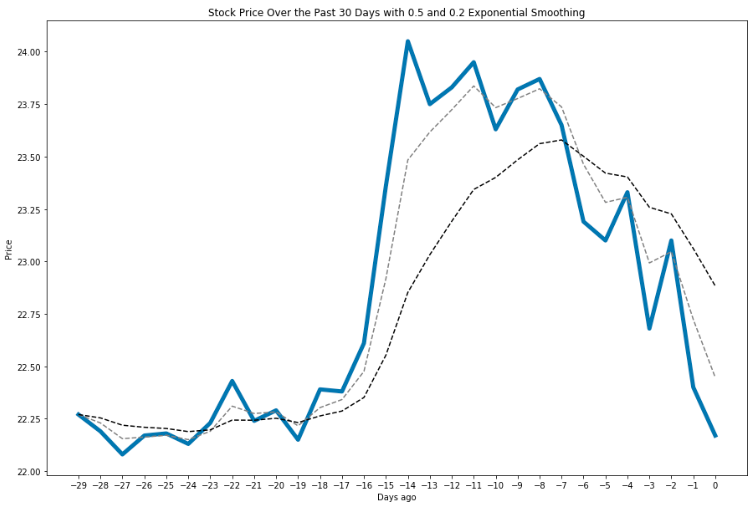 Stock Price Over the Past 30 Days with 0.5 and 0.2 Exponential Smoothing
24.00
23.75
23.50
23.25
23.00
22.75
22.50
22.25
22.00
Price
−29 −28 −27 −26 −25 −24 −23 −22 −21 −20 −19 −18 −17 −16 −15 −14 −13 −12 −11 −10 −9 −8 −7 −6 −5 −4 −3 −2 −1 0
Days ago